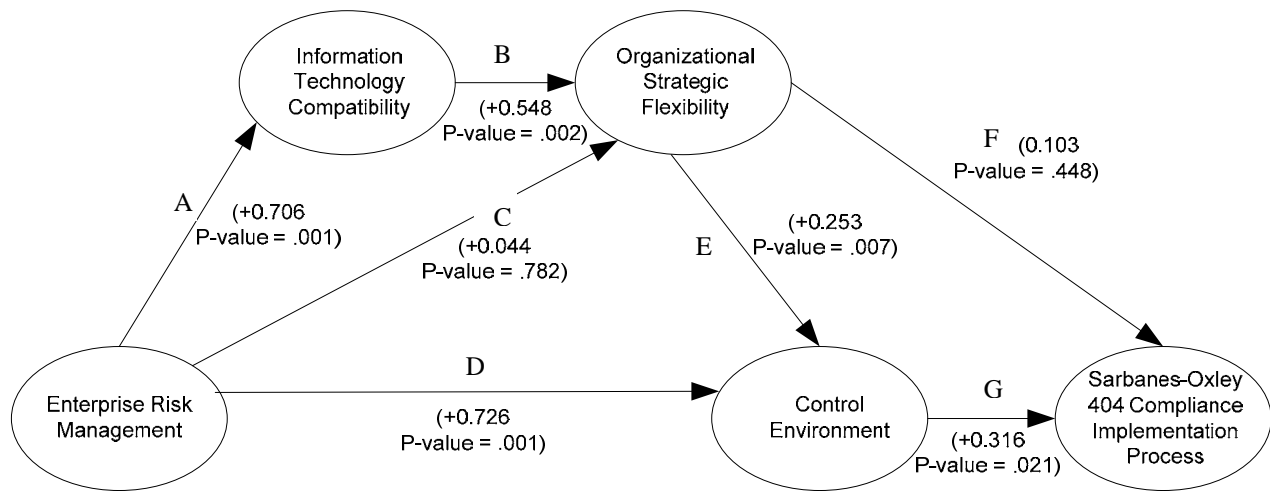 Information
Technology
Compatibility
B
(+0.548
P-value = .002)
Organizational
Strategic
Flexibility
F (0.103
P-value = .448)
A
(+0.706
P-value = .001)
C
(+0.044
P-value = .782)
E
(+0.253
P-value = .007)
Enterprise Risk
Management
D
(+0.726
P-value = .001)
Control
Environment
G
(+0.316
P-value = .021)
Sarbanes-Oxley
404 Compliance
Implementation
Process